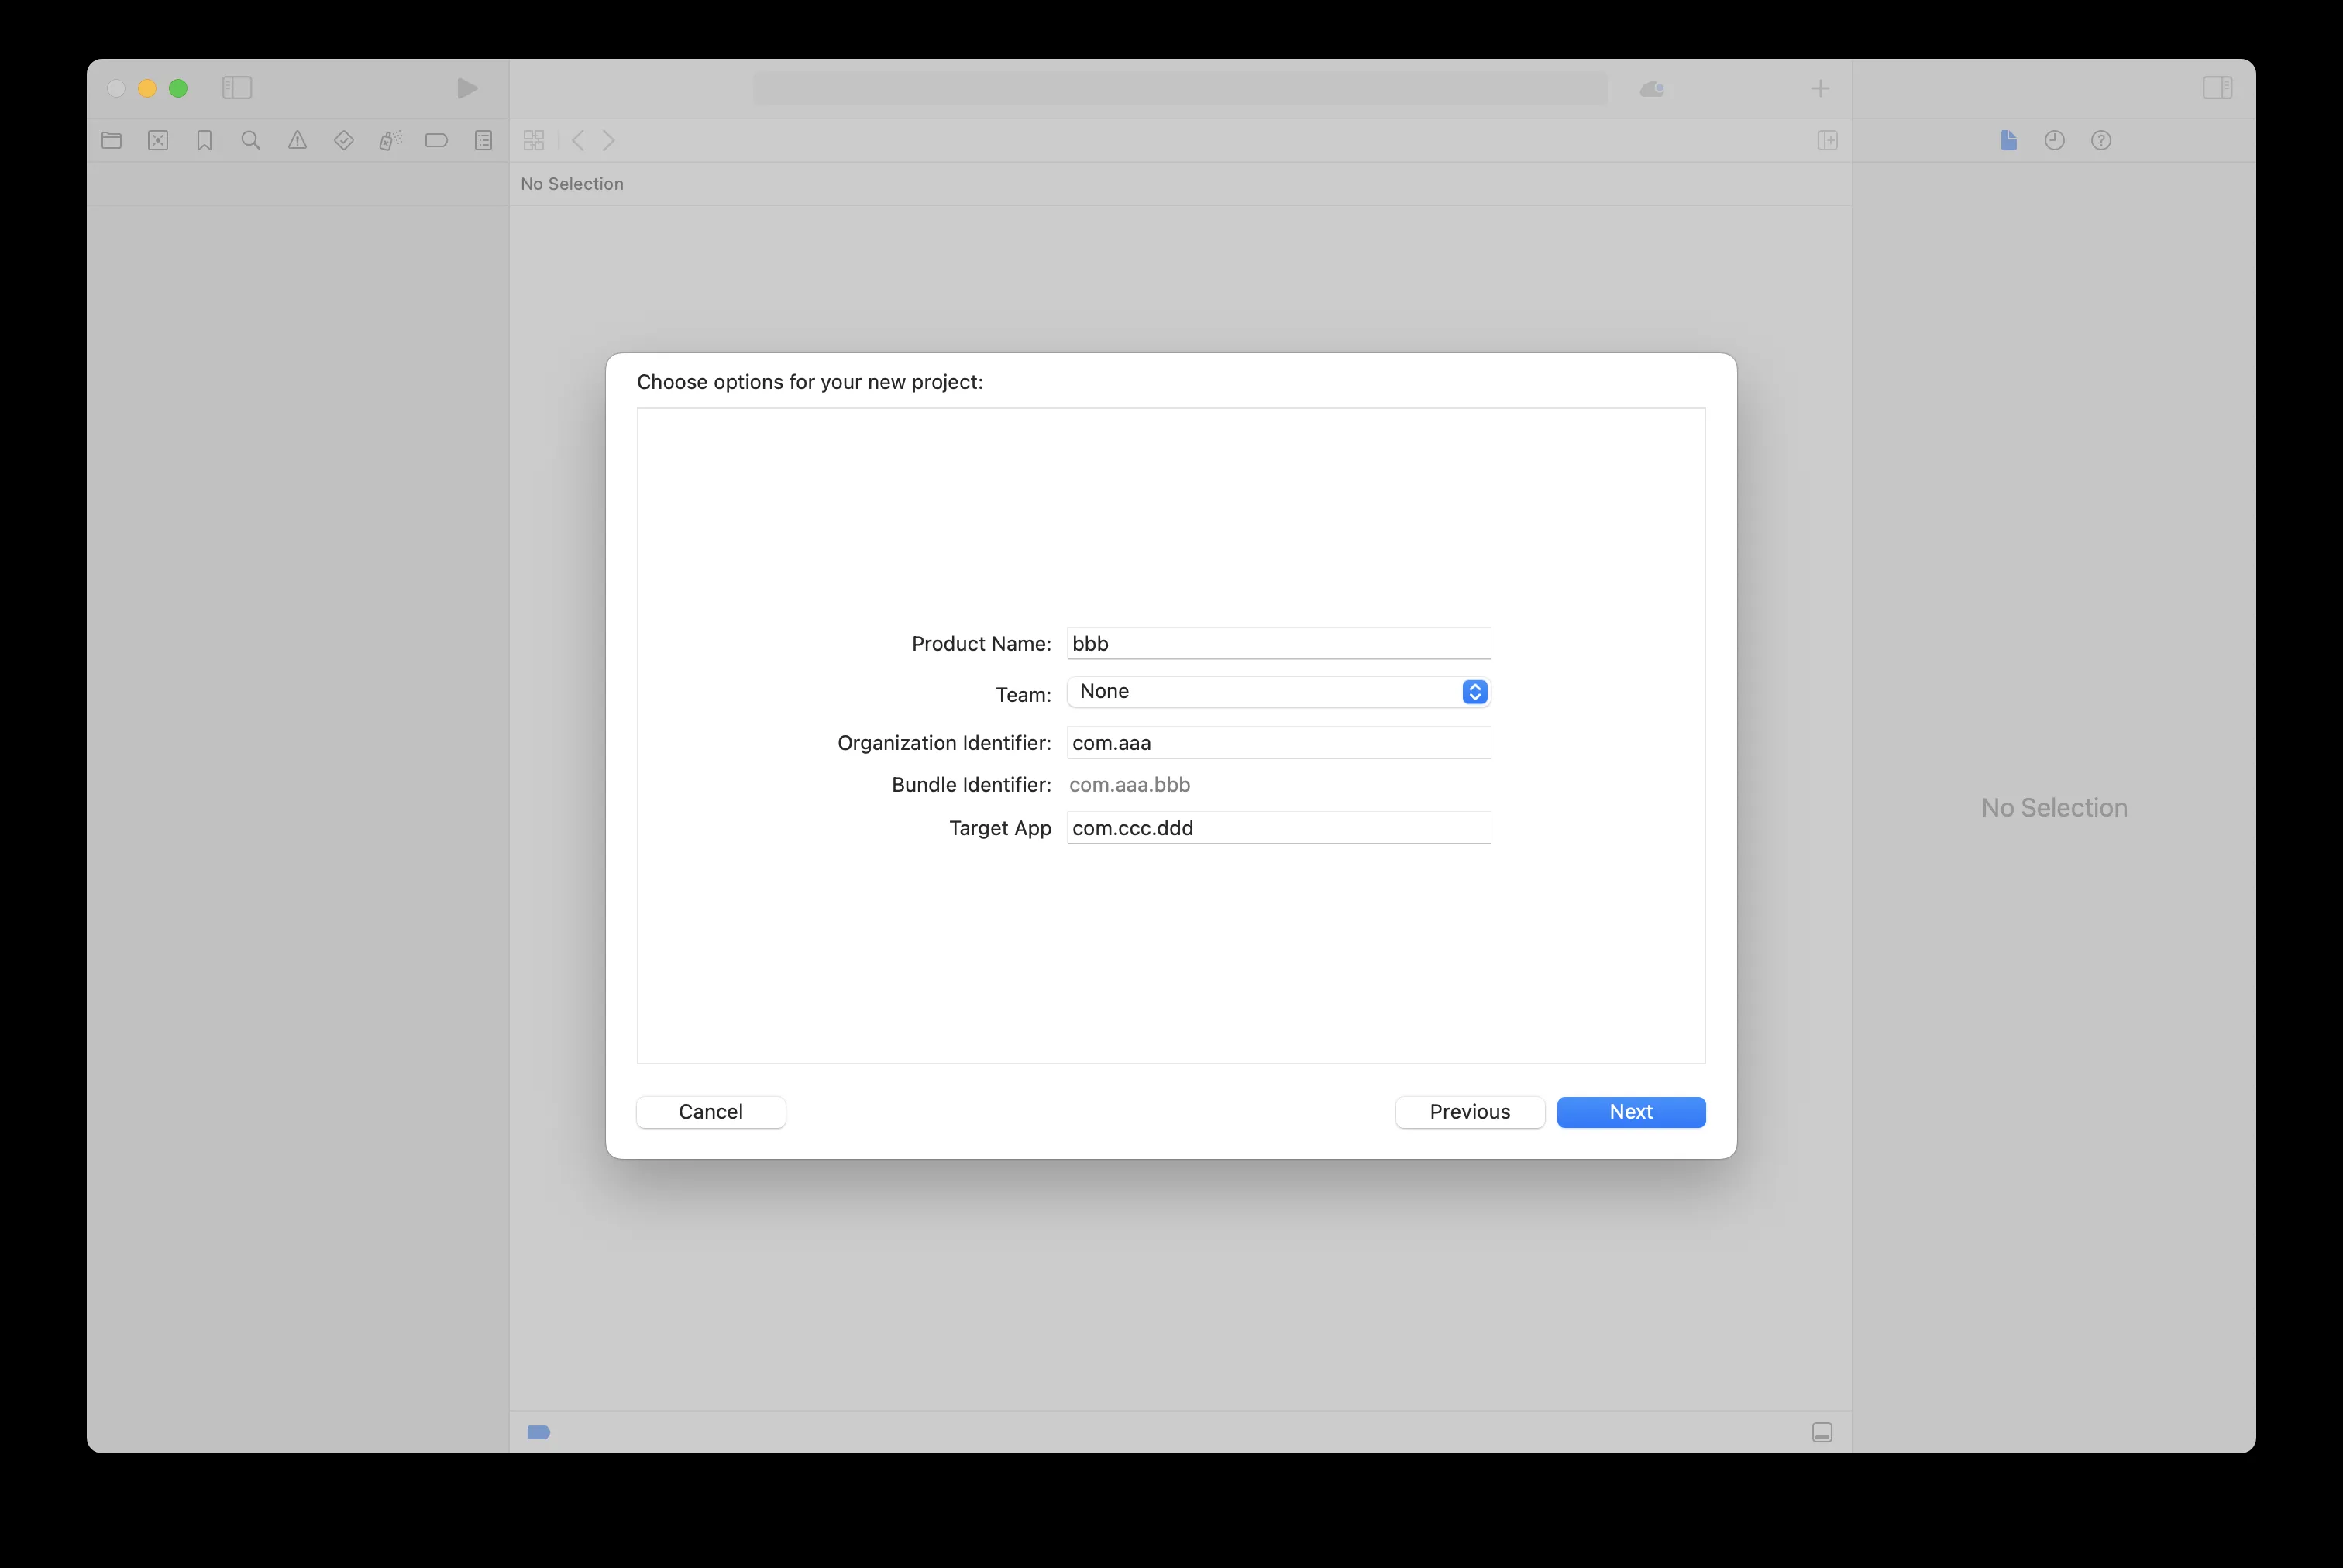 No Selection
Choose options for your new project:
Product Name: bbb
Team: None
Organization Identifier: com.aaa
Bundle Identifier: com.aaa.bbb
Target App com.ccc.ddd
No Selection
Cancel Previous Next